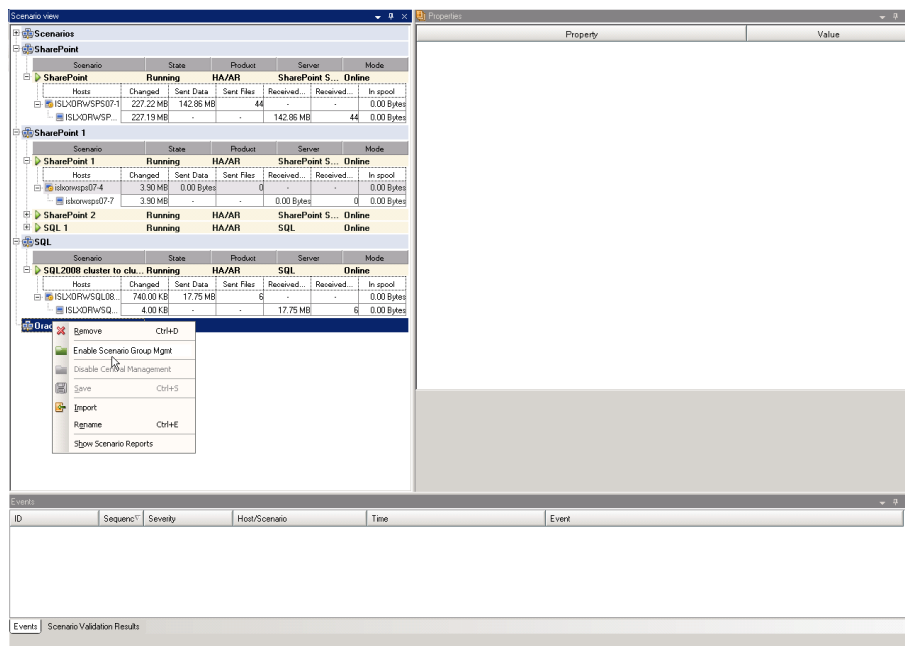 Scenario view
Properties
Scenarios
Property Value
SharePoint
Scenario State Product Server Mode
SharePoint Running HA/AR SharePoint S... Online
Hosts Changed Sent Data Sent Files Received... Received... In spool
ISLXORWSPS07-1 227.22 MB 142.86 MB 44 - - 0.00 Bytes
ISLXORWSP... 227.19 MB - - 142.86 MB 44 0.00 Bytes
SharePoint 1
Scenario State Product Server Mode
SharePoint 1 Running HA/AR SharePoint S... Online
Hosts Changed Sent Data Sent Files Received... Received... In spool
islxorwsps07-4 3.90 MB 0.00 Bytes 0 - - 0.00 Bytes
islxorwsps07-7 3.90 MB - - 0.00 Bytes 0 0.00 Bytes
SharePoint 2 Running HA/AR SharePoint S... Online
SQL 1 Running HA/AR SQL Online
SQL
Scenario State Product Server Mode
SQL2008 cluster to clu... Running HA/AR SQL Online
Hosts Changed Sent Data Sent Files Received... Received... In spool
ISLXORWSQL08... 740.00 KB 17.75 MB 6 - - 0.00 Bytes
ISLXORWSQ... 4.00 KB - - 17.75 MB 6 0.00 Bytes
Orac
Remove Ctrl+D
Enable Scenario Group Mgmt
Disable Central Management
Save Ctrl+S
Import
Rename Ctrl+E
Show Scenario Reports
Events
ID Sequenc Severity Host/Scenario Time Event
Events Scenario Validation Results